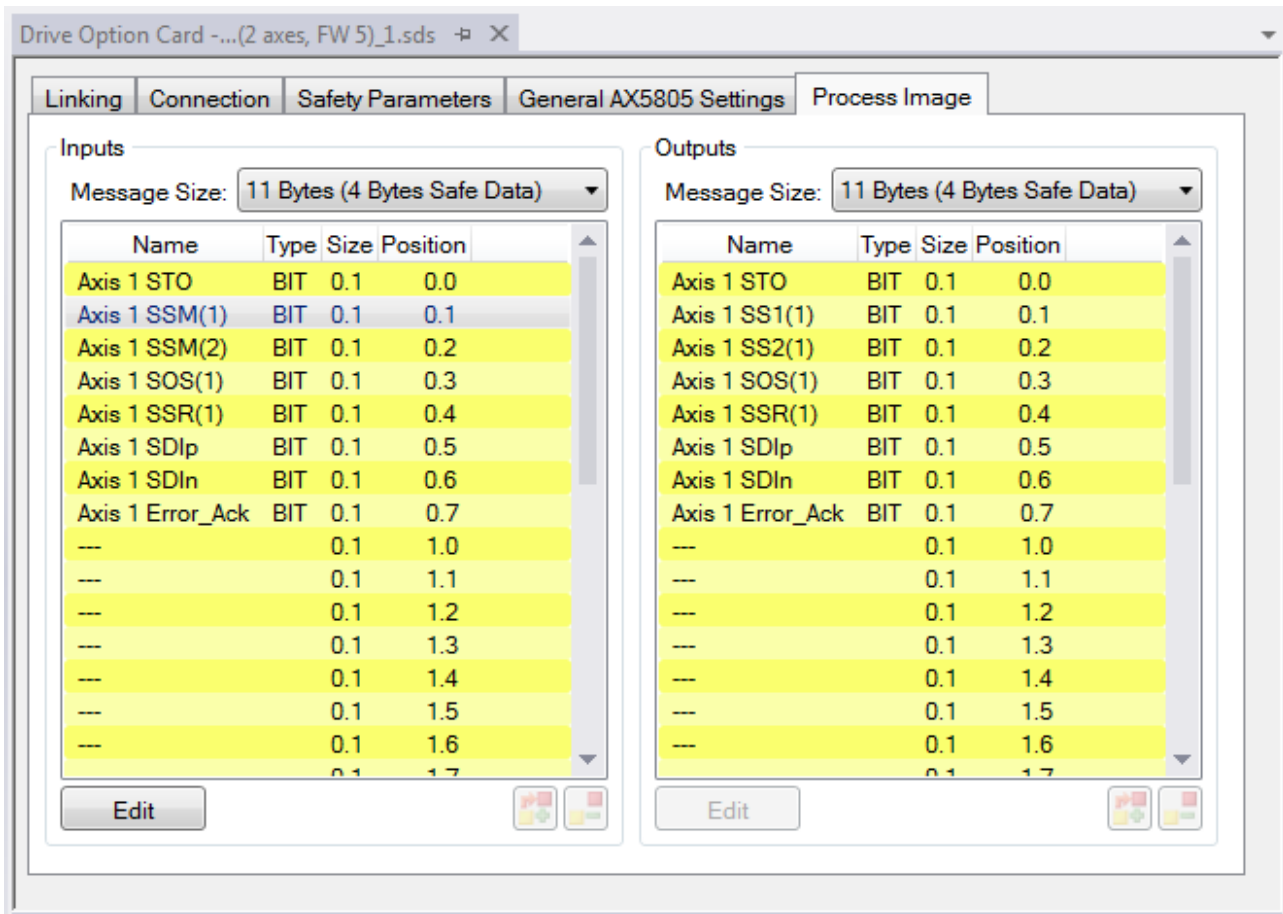 Drive Option Card -...(2 axes, FW 5)_1.sds
Linking Connection Safety Parameters General AX5805 Settings Process Image
Inputs
Message Size: 11 Bytes (4 Bytes Safe Data)
Name Type Size Position
Axis 1 STO BIT 0.1 0.0
Axis 1 SSM(1) BIT 0.1 0.1
Axis 1 SSM(2) BIT 0.1 0.2
Axis 1 SOS(1) BIT 0.1 0.3
Axis 1 SSR(1) BIT 0.1 0.4
Axis 1 SDIp BIT 0.1 0.5
Axis 1 SDIn BIT 0.1 0.6
Axis 1 Error_Ack BIT 0.1 0.7
--- 0.1 1.0
--- 0.1 1.1
--- 0.1 1.2
--- 0.1 1.3
--- 0.1 1.4
--- 0.1 1.5
--- 0.1 1.6
0.1 1.7
Edit
Outputs
Message Size: 11 Bytes (4 Bytes Safe Data)
Name Type Size Position
Axis 1 STO BIT 0.1 0.0
Axis 1 SS1(1) BIT 0.1 0.1
Axis 1 SS2(1) BIT 0.1 0.2
Axis 1 SOS(1) BIT 0.1 0.3
Axis 1 SSR(1) BIT 0.1 0.4
Axis 1 SDIp BIT 0.1 0.5
Axis 1 SDIn BIT 0.1 0.6
Axis 1 Error_Ack BIT 0.1 0.7
--- 0.1 1.0
--- 0.1 1.1
--- 0.1 1.2
--- 0.1 1.3
--- 0.1 1.4
--- 0.1 1.5
--- 0.1 1.6
0.1 1.7
Edit